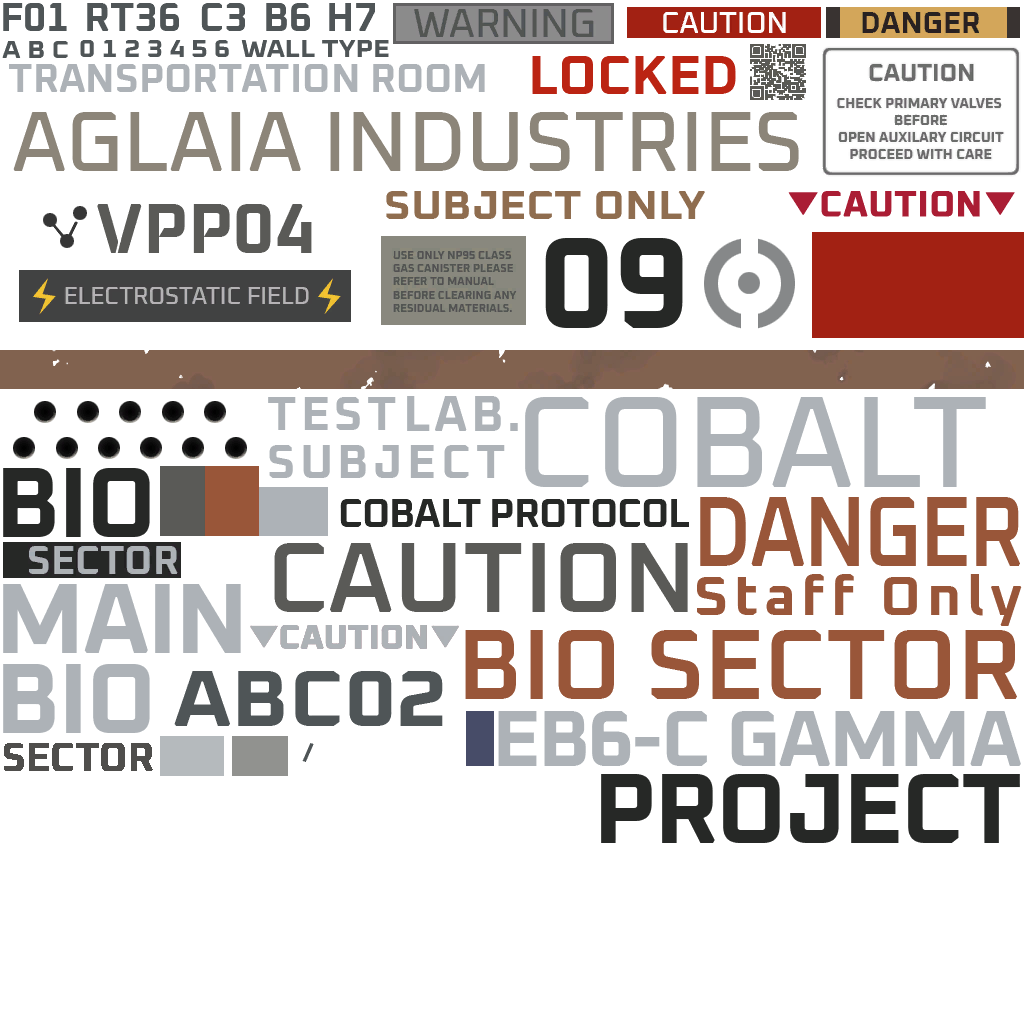 F01 RT36 C3 B6 H7
WARNING
CAUTION
DANGER
A B C 0 1 2 3 4 5 6 WALL TYPE
TRANSPORTATION ROOM
LOCKED
CAUTION
CHECK PRIMARY VALVES
BEFORE
OPEN AUXILARY CIRCUIT
PROCEED WITH CARE
AGLAIA INDUSTRIES
VPP04
SUBJECT ONLY
CAUTION
ELECTROSTATIC FIELD
USE ONLY NP95 CLASS
GAS CANISTER PLEASE
REFER TO MANUAL
BEFORE CLEARING ANY
RESIDUAL MATERIALS.
09
TEST LAB.
SUBJECT
COBALT
BIO
SECTOR
COBALT PROTOCOL
DANGER
CAUTION
Staff Only
MAIN
CAUTION
BIO SECTOR
BIO
ABC02
EB6-C GAMMA
SECTOR
/
PROJECT